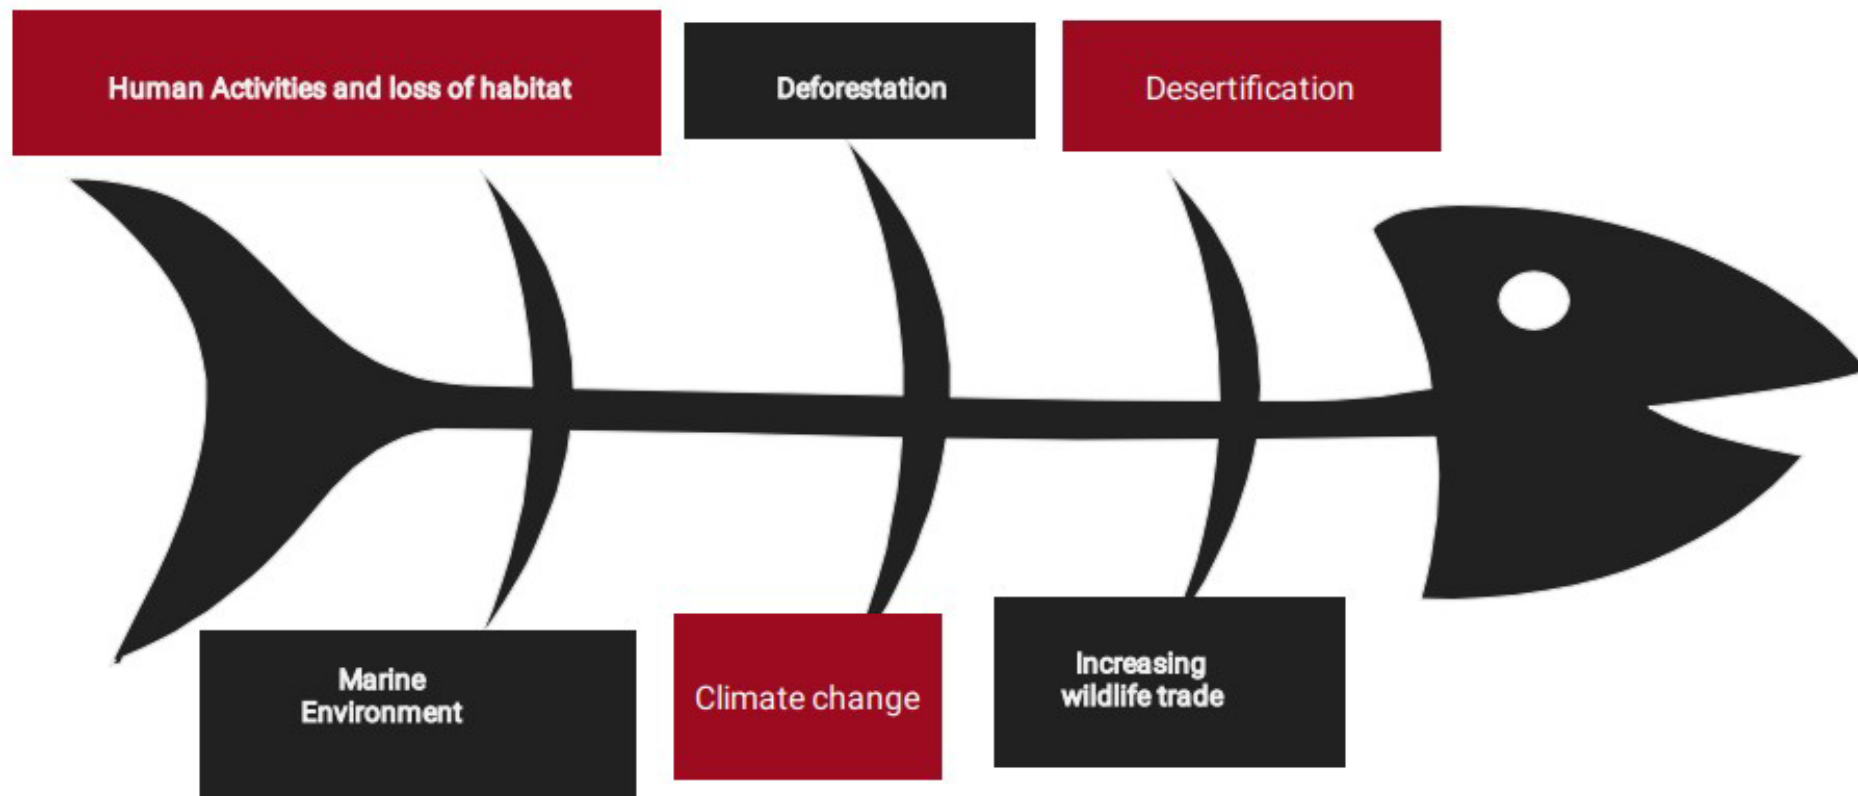 Human Activities and loss of habitat
Deforestation
Desertification
Marine
Environment
Climate change
Increasing
wildlife trade